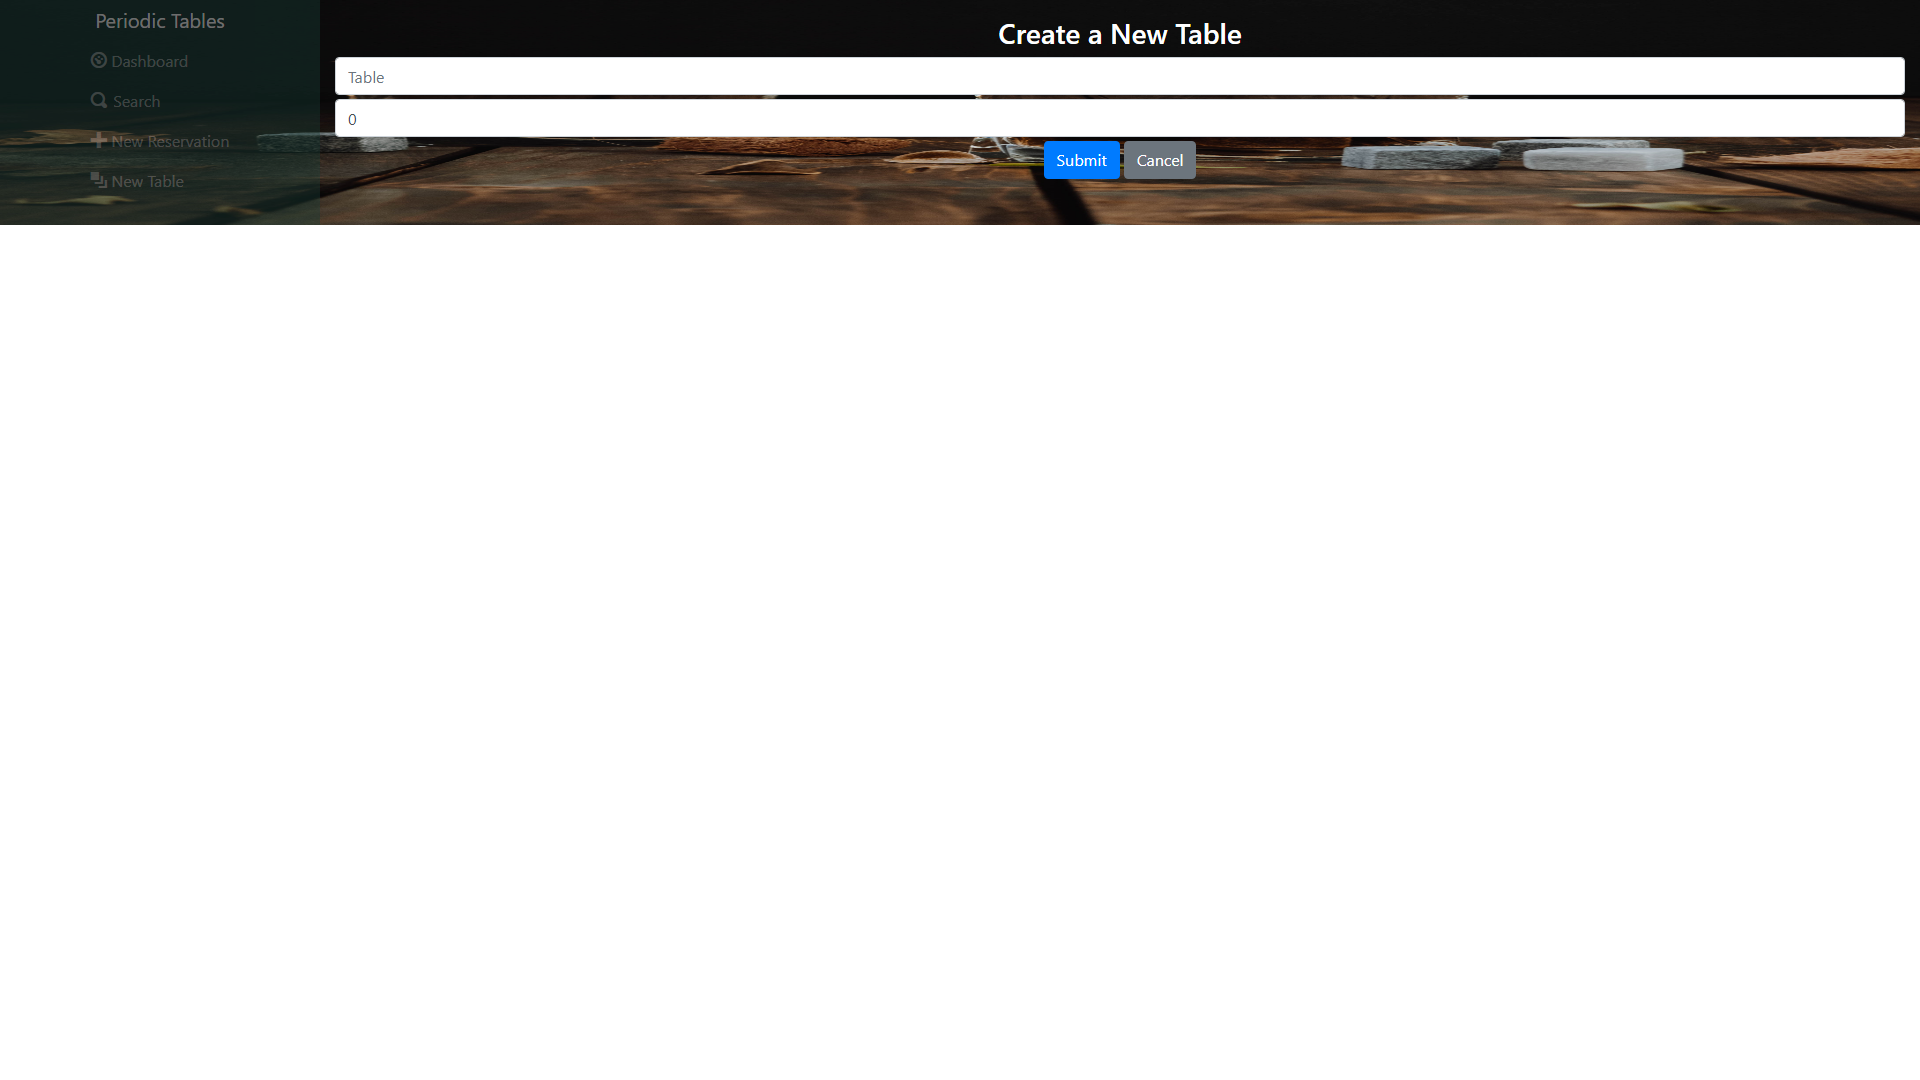 Periodic Tables
Dashboard
Search
New Reservation
New Table
Create a New Table
Table
0
Submit Cancel